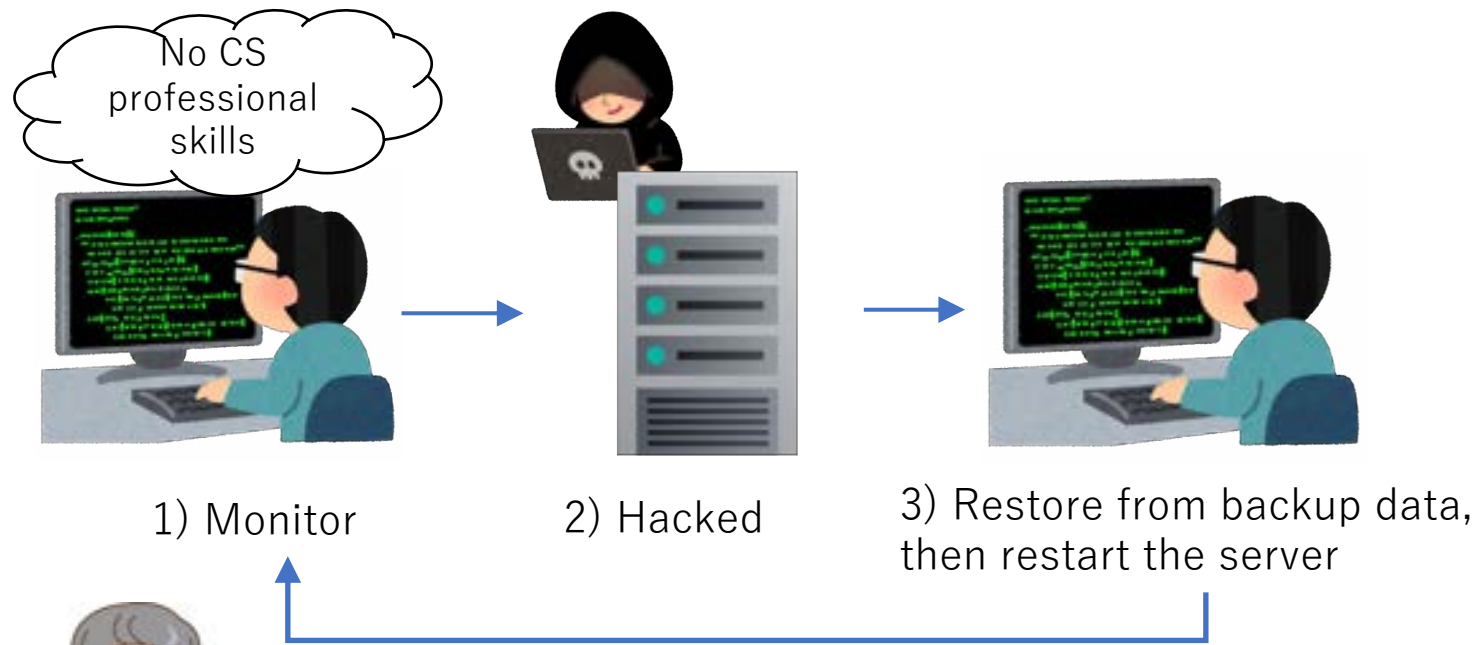 No CS
professional
skills
1) Monitor
2) Hacked
3) Restore from backup data,
then restart the server